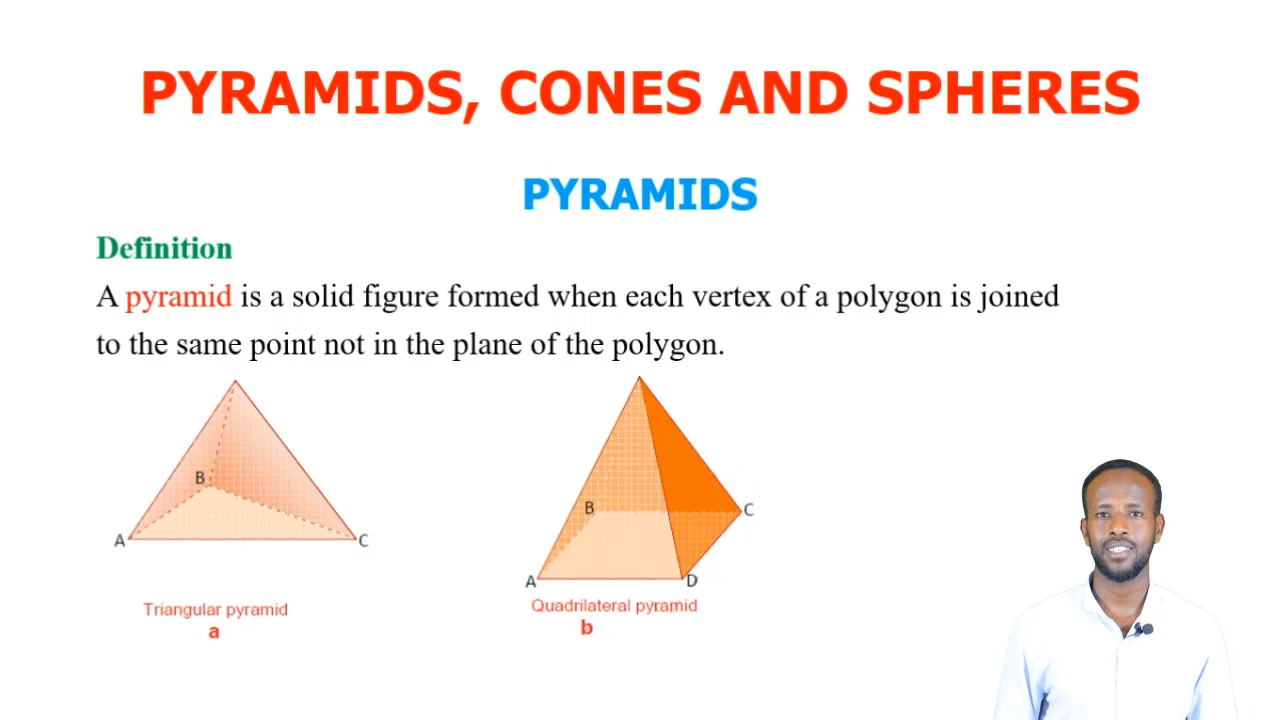 PYRAMIDS, CONES AND SPHERES
PYRAMIDS
Definition
A pyramid is a solid figure formed when each vertex of a polygon is joined
to the same point not in the plane of the polygon.
B
A
C
Triangular pyramid
a
B
C
A
D
Quadrilateral pyramid
b